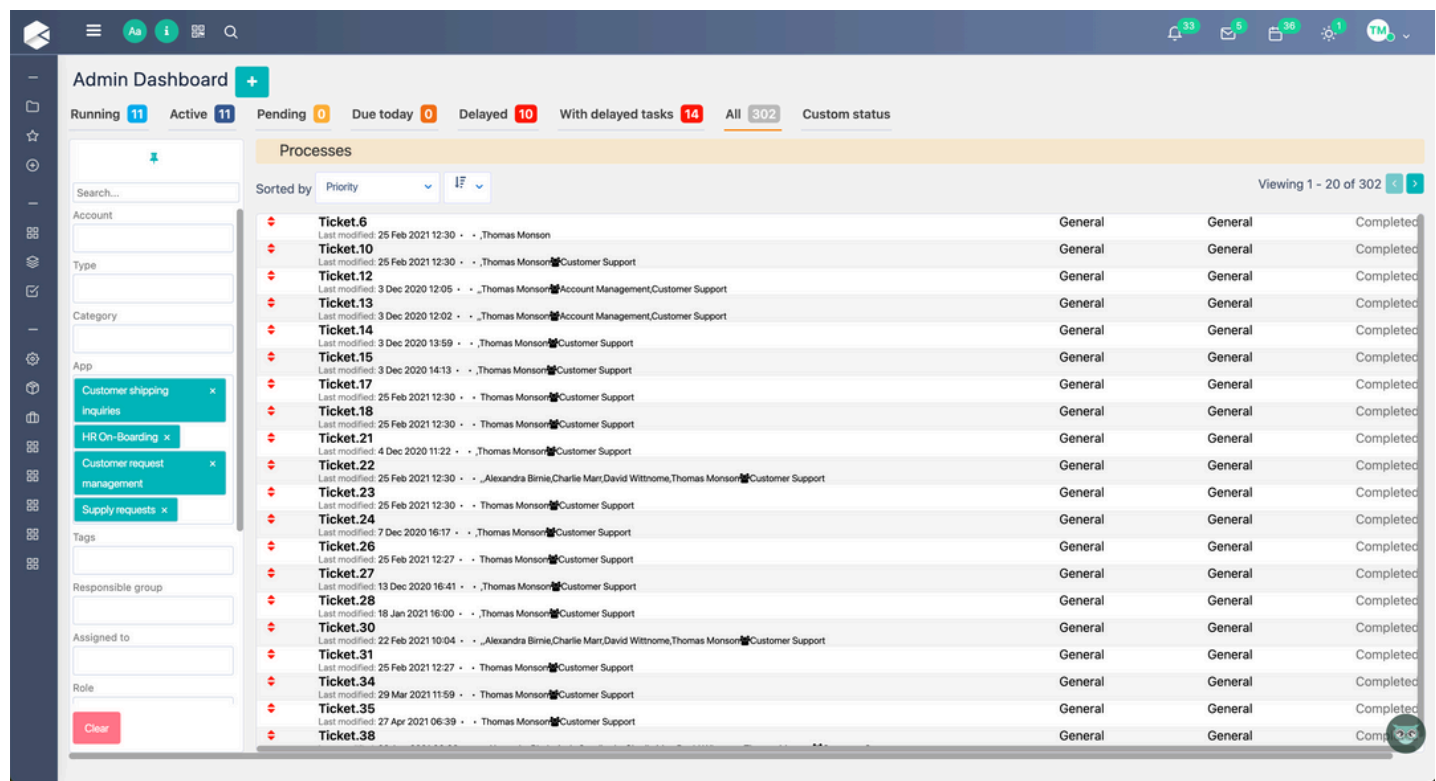 Aa
i
33
5
36
1
TM
Admin Dashboard +
Running 11 Active 11 Pending 0 Due today 0 Delayed 10 With delayed tasks 14 All 302 Custom status
Processes
Search...
Sorted by Priority
Viewing 1 - 20 of 302
Account
Type
Category
App
Customer shipping ×
inquiries
HR On-Boarding ×
Customer request ×
management
Supply requests ×
Tags
Responsible group
Assigned to
Role
Clear
Ticket.6 General General Completed
Last modified: 25 Feb 2021 12:30 • • ,Thomas Monson
Ticket.10 General General Completed
Last modified: 25 Feb 2021 12:30 • • ,Thomas Monson Customer Support
Ticket.12 General General Completed
Last modified: 3 Dec 2020 12:05 • • ,,Thomas Monson Account Management,Customer Support
Ticket.13 General General Completed
Last modified: 3 Dec 2020 12:02 • • ,,Thomas Monson Account Management,Customer Support
Ticket.14 General General Completed
Last modified: 3 Dec 2020 13:59 • • ,Thomas Monson Customer Support
Ticket.15 General General Completed
Last modified: 3 Dec 2020 14:13 • • ,Thomas Monson Customer Support
Ticket.17 General General Completed
Last modified: 25 Feb 2021 12:30 • • Thomas Monson Customer Support
Ticket.18 General General Completed
Last modified: 25 Feb 2021 12:30 • • Thomas Monson Customer Support
Ticket.21 General General Completed
Last modified: 4 Dec 2020 11:22 • • ,Thomas Monson Customer Support
Ticket.22 General General Completed
Last modified: 25 Feb 2021 12:30 • • ,,Alexandra Birnie,Charlie Marr,David Wittnome,Thomas Monson Customer Support
Ticket.23 General General Completed
Last modified: 25 Feb 2021 12:30 • • Thomas Monson Customer Support
Ticket.24 General General Completed
Last modified: 7 Dec 2020 16:17 • • ,Thomas Monson Customer Support
Ticket.26 General General Completed
Last modified: 25 Feb 2021 12:27 • • Thomas Monson Customer Support
Ticket.27 General General Completed
Last modified: 13 Dec 2020 16:41 • • ,Thomas Monson Customer Support
Ticket.28 General General Completed
Last modified: 18 Jan 2021 16:00 • • ,Thomas Monson Customer Support
Ticket.30 General General Completed
Last modified: 22 Feb 2021 10:04 • • ,,Alexandra Birnie,Charlie Marr,David Wittnome,Thomas Monson Customer Support
Ticket.31 General General Completed
Last modified: 25 Feb 2021 12:27 • • Thomas Monson Customer Support
Ticket.34 General General Completed
Last modified: 29 Mar 2021 11:59 • • Thomas Monson Customer Support
Ticket.35 General General Completed
Last modified: 27 Apr 2021 06:39 • • Thomas Monson Customer Support
Ticket.38 General General